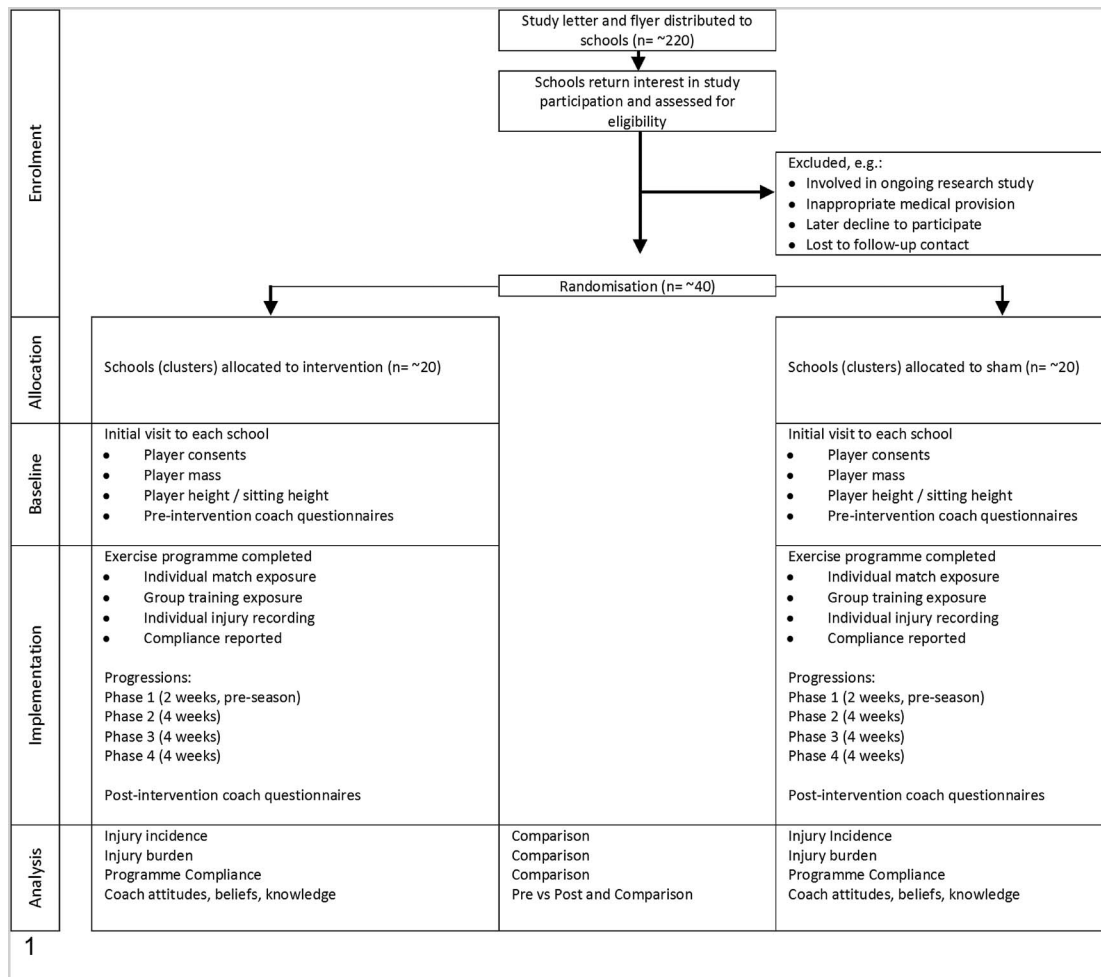 Study letter and flyer distributed to
schools (n= ~220)
Schools return interest in study
participation and assessed for
eligibility
Enrolment
Excluded, e.g.:
● Involved in ongoing research study
● Inappropriate medical provision
● Later decline to participate
● Lost to follow-up contact
Randomisation (n= ~40)
Allocation
Schools (clusters) allocated to intervention (n= ~20)
Schools (clusters) allocated to sham (n= ~20)
Baseline
Initial visit to each school
● Player consents
● Player mass
● Player height / sitting height
● Pre-intervention coach questionnaires
Initial visit to each school
● Player consents
● Player mass
● Player height / sitting height
● Pre-intervention coach questionnaires
Implementation
Exercise programme completed
● Individual match exposure
● Group training exposure
● Individual injury recording
● Compliance reported
Progressions:
Phase 1 (2 weeks, pre-season)
Phase 2 (4 weeks)
Phase 3 (4 weeks)
Phase 4 (4 weeks)
Post-intervention coach questionnaires
Exercise programme completed
● Individual match exposure
● Group training exposure
● Individual injury recording
● Compliance reported
Progressions:
Phase 1 (2 weeks, pre-season)
Phase 2 (4 weeks)
Phase 3 (4 weeks)
Phase 4 (4 weeks)
Post-intervention coach questionnaires
Analysis
Injury incidence
Injury burden
Programme Compliance
Coach attitudes, beliefs, knowledge
Comparison
Comparison
Comparison
Pre vs Post and Comparison
Injury Incidence
Injury burden
Programme Compliance
Coach attitudes, beliefs, knowledge
1